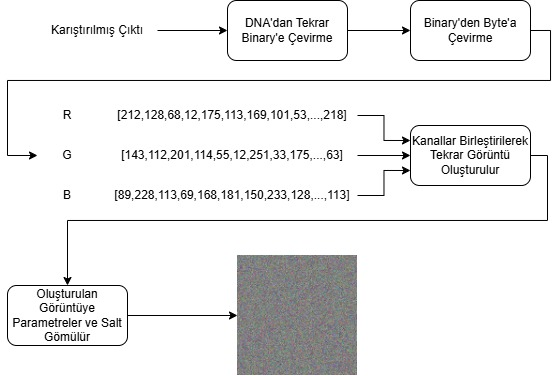 Karıştırılmış Çıktı
DNA'dan Tekrar
Binary'e Çevirme
Binary'den Byte'a
Çevirme
R [212,128,68,12,175,113,169,101,53,...,218]
G [143,112,201,114,55,12,251,33,175,...,63]
B [89,228,113,69,168,181,150,233,128,...,113]
Kanallar Birleştirilerek
Tekrar Görüntü
Oluşturulur
Oluşturulan
Görüntüye
Parametreler ve Salt
Gömülür